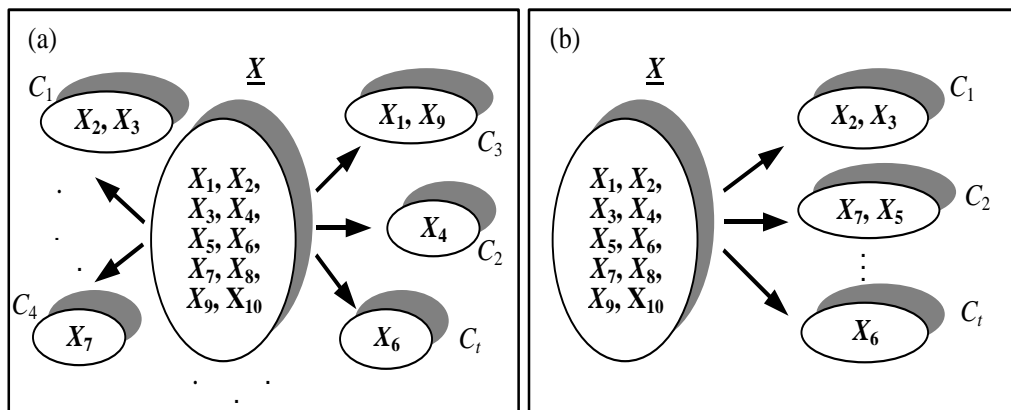 (a)
X
C1
X2, X3
X1, X9
C3
X1, X2,
X3, X4,
X5, X6,
X7, X8,
X9, X10
X4
C2
C4
X7
X6
Ct
(b)
X
C1
X2, X3
X1, X2,
X3, X4,
X5, X6,
X7, X8,
X9, X10
X7, X5
C2
X6
Ct